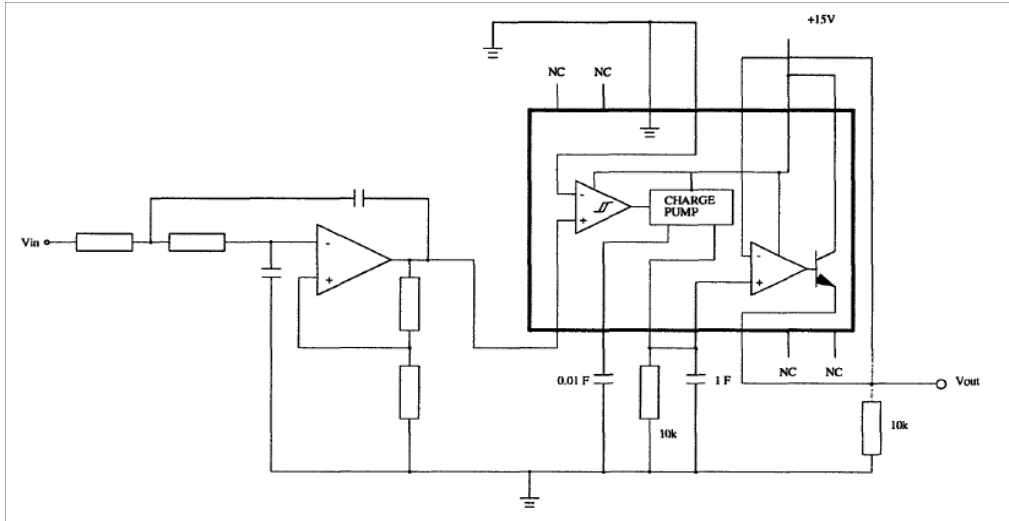 +15V
NC
NC
-
+
CHARGE
PUMP
Vin
-
+
-
+
0.01 F
10k
1 F
NC
NC
Vout
10k